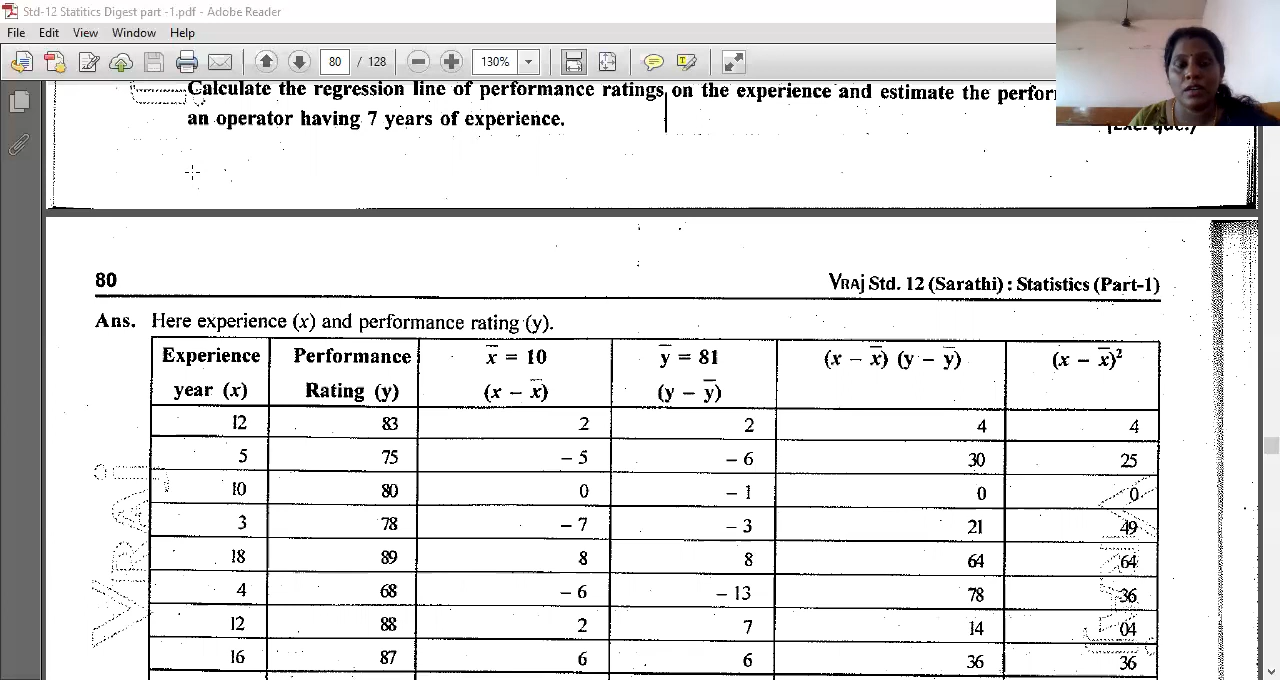 Std-12 Statitics Digest part -1.pdf - Adobe Reader
File Edit View Window Help
80 / 128 130%
Calculate the regression line of performance ratings on the experience and estimate the perfor
an operator having 7 years of experience.
80 VRAJ Std. 12 (Sarathi) : Statistics (Part-1)
Ans. Here experience (x) and performance rating (y).
Experience Performance x̅ = 10 y̅ = 81 (x − x̅) (y − y̅) (x − x̅)²
year (x) Rating (y) (x − x̅) (y − y̅)
12 83 2 2 4 4
5 75 − 5 − 6 30 25
10 80 0 − 1 0 0
3 78 − 7 − 3 21 49
18 89 8 8 64 64
4 68 − 6 − 13 78 36
12 88 2 7 14 04
16 87 6 6 36 36